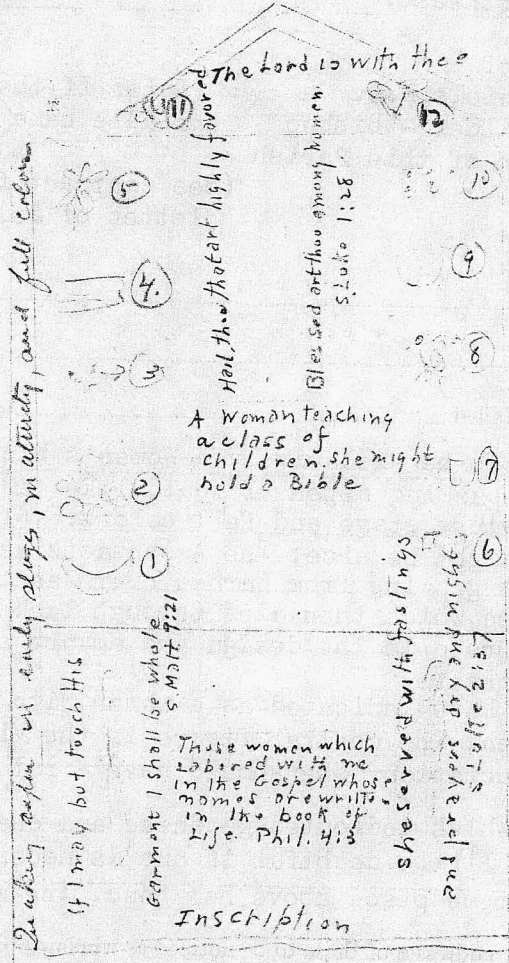 The Lord is with thee
Hail, thou that art highly favored
Blessed art thou among women.
S. Luke 1:28
11
12
5
10
4.
9
3
8
2
7
1
6
A Woman teaching
a class of
children. she might
hold a Bible
Quaking aspen in early stages, maturity, and full color
If I may but touch His
Garment I shall be whole
S. Matt 9:21
she served with fastings
and prayers day and night
S Luke 2:37
Those women which
Labored with me
in the Gospel whose
names are written
in the book of
Life Phil. 4:3
Inscription